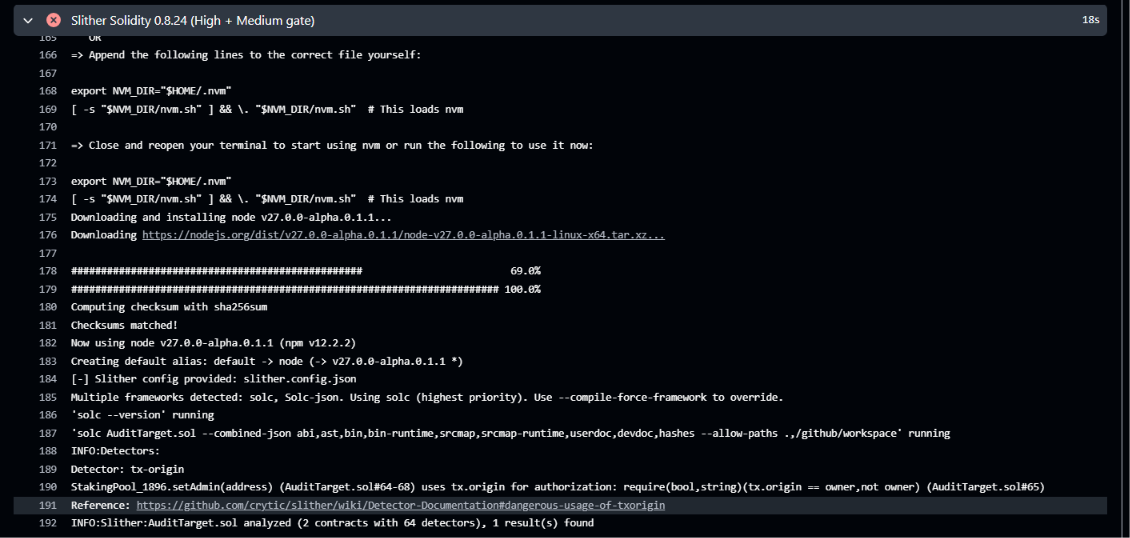 Slither Solidity 0.8.24 (High + Medium gate) 18s
165 OR
166 => Append the following lines to the correct file yourself:
167
168 export NVM_DIR="$HOME/.nvm"
169 [ -s "$NVM_DIR/nvm.sh" ] && \. "$NVM_DIR/nvm.sh"  # This loads nvm
170
171 => Close and reopen your terminal to start using nvm or run the following to use it now:
172
173 export NVM_DIR="$HOME/.nvm"
174 [ -s "$NVM_DIR/nvm.sh" ] && \. "$NVM_DIR/nvm.sh"  # This loads nvm
175 Downloading and installing node v27.0.0-alpha.0.1.1...
176 Downloading https://nodejs.org/dist/v27.0.0-alpha.0.1.1/node-v27.0.0-alpha.0.1.1-linux-x64.tar.xz...
177
178 ################################################# 69.0%
179 ######################################################################## 100.0%
180 Computing checksum with sha256sum
181 Checksums matched!
182 Now using node v27.0.0-alpha.0.1.1 (npm v12.2.2)
183 Creating default alias: default -> node (-> v27.0.0-alpha.0.1.1 *)
184 [-] Slither config provided: slither.config.json
185 Multiple frameworks detected: solc, Solc-json. Using solc (highest priority). Use --compile-force-framework to override.
186 'solc --version' running
187 'solc AuditTarget.sol --combined-json abi,ast,bin,bin-runtime,srcmap,srcmap-runtime,userdoc,devdoc,hashes --allow-paths .,/github/workspace' running
188 INFO:Detectors:
189 Detector: tx-origin
190 StakingPool_1896.setAdmin(address) (AuditTarget.sol#64-68) uses tx.origin for authorization: require(bool,string)(tx.origin == owner,not owner) (AuditTarget.sol#65)
191 Reference: https://github.com/crytic/slither/wiki/Detector-Documentation#dangerous-usage-of-txorigin
192 INFO:Slither:AuditTarget.sol analyzed (2 contracts with 64 detectors), 1 result(s) found